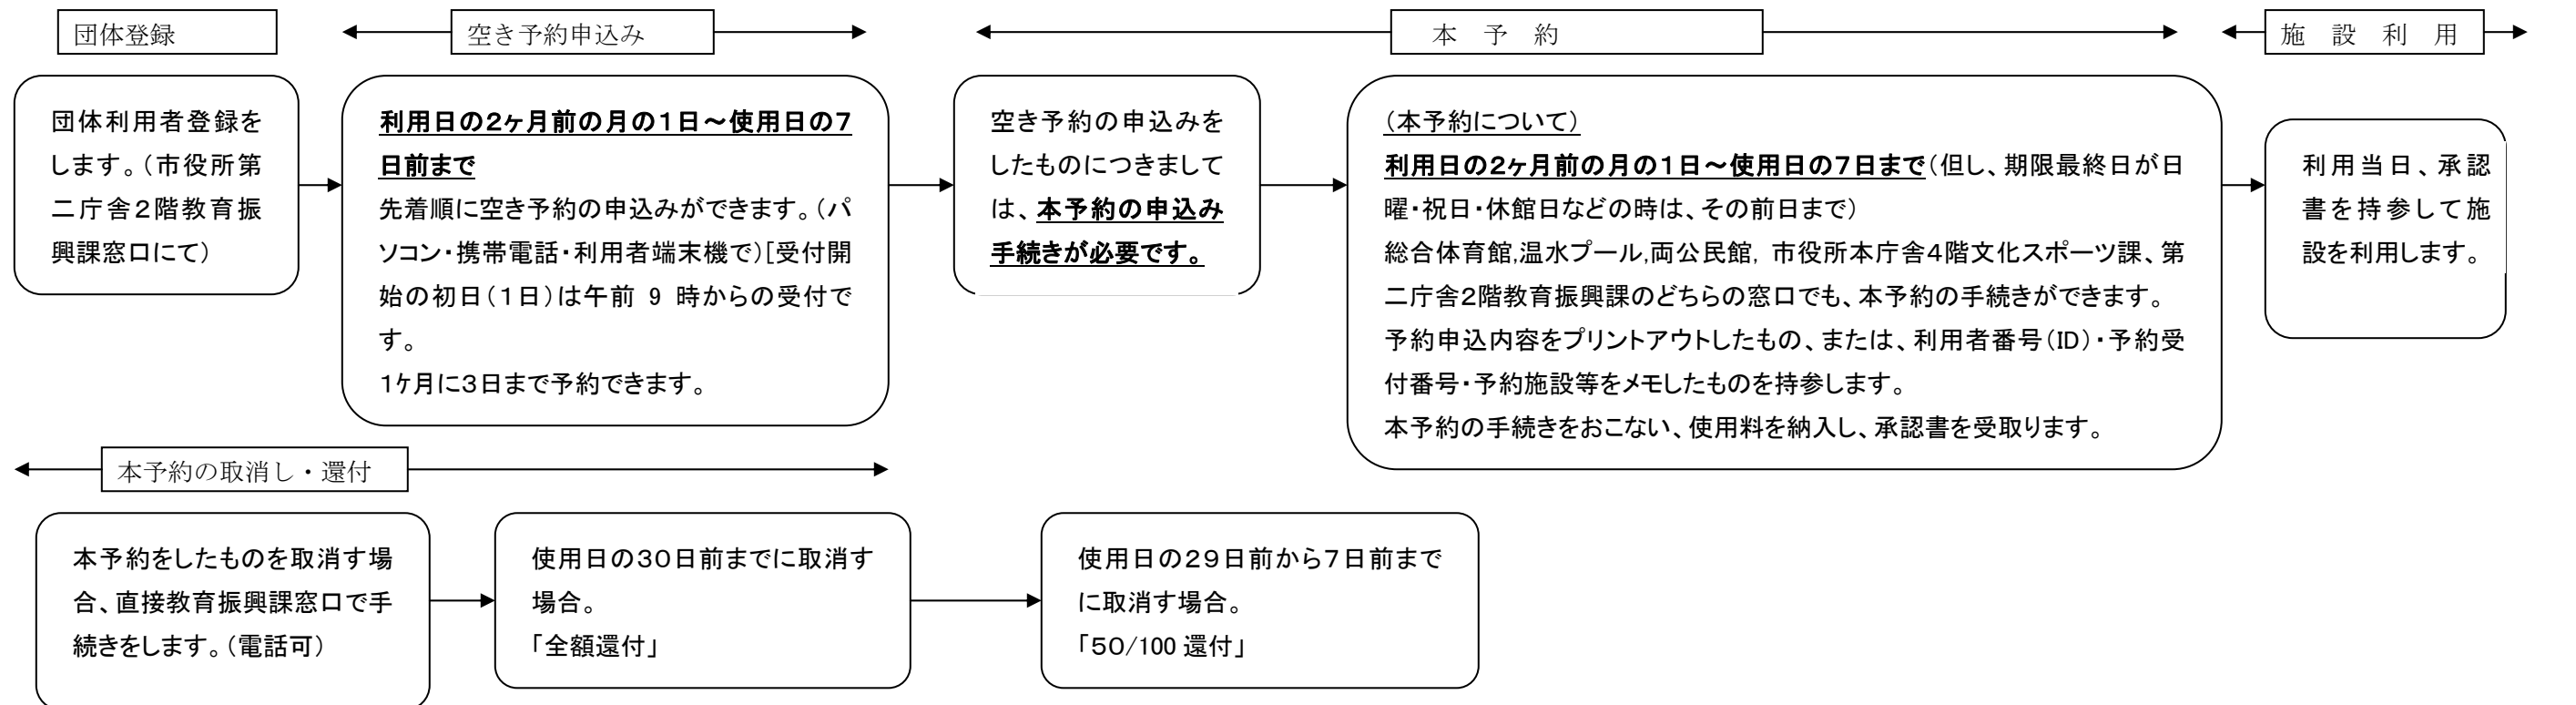 団体登録
空き予約申込み
本　予　約
施　設　利　用
団体利用者登録を
します。（市役所第
二庁舎２階教育振
興課窓口にて）
利用日の２ヶ月前の月の１日～使用日の７
日前まで
先着順に空き予約の申込みができます。（パ
ソコン・携帯電話・利用者端末機で）[受付開
始の初日（１日）は午前 9 時からの受付で
す。
１ヶ月に３日まで予約できます。
空き予約の申込みを
したものにつきまして
は、本予約の申込み
手続きが必要です。
（本予約について）
利用日の２ヶ月前の月の１日～使用日の７日まで（但し、期限最終日が日
曜・祝日・休館日などの時は、その前日まで）
総合体育館,温水プール,両公民館, 市役所本庁舎４階文化スポーツ課、第
二庁舎２階教育振興課のどちらの窓口でも、本予約の手続きができます。
予約申込内容をプリントアウトしたもの、または、利用者番号（ID）・予約受
付番号・予約施設等をメモしたものを持参します。
本予約の手続きをおこない、使用料を納入し、承認書を受取ります。
利用当日、承認
書を持参して施
設を利用します。
本予約の取消し・還付
本予約をしたものを取消す場
合、直接教育振興課窓口で手
続きをします。（電話可）
使用日の３０日前までに取消す
場合。
「全額還付」
使用日の２９日前から７日前まで
に取消す場合。
「５０/100 還付」